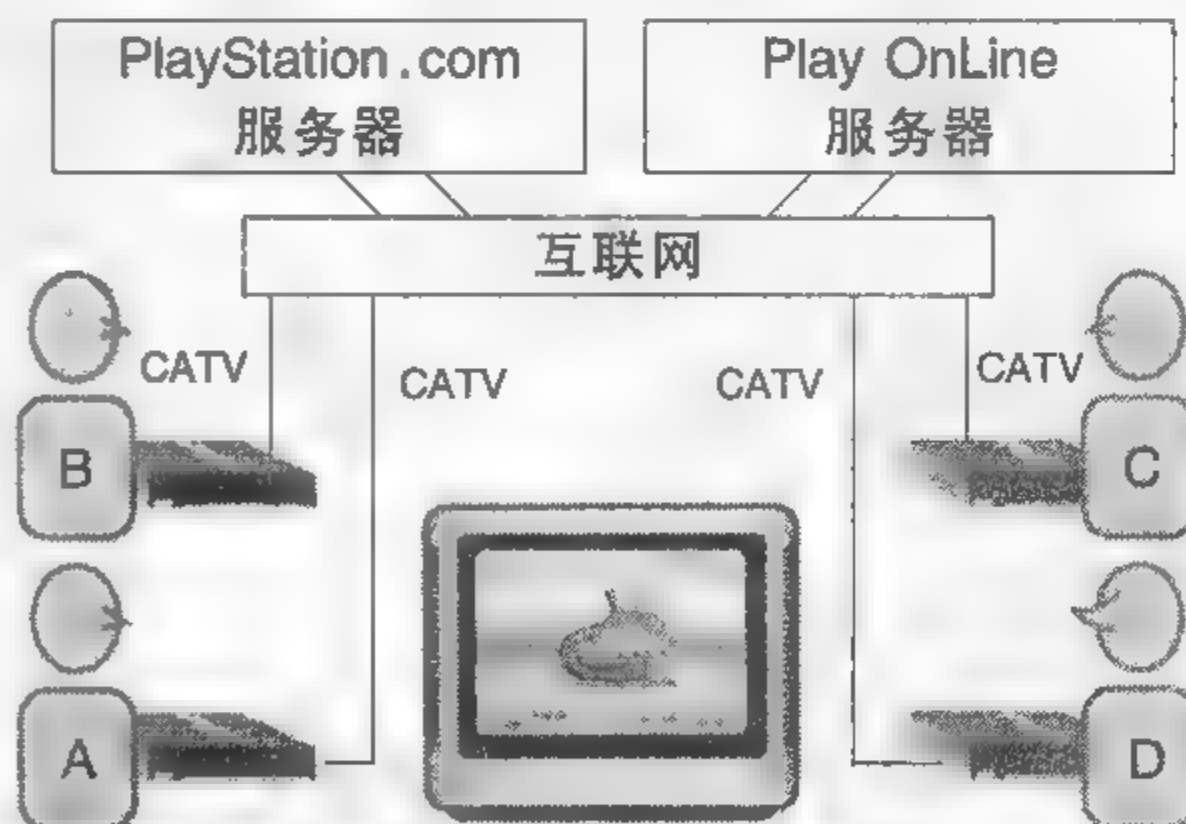 PlayStation.com
服务器
Play OnLine
服务器
互联网
CATV
CATV
CATV
CATV
B
C
A
D